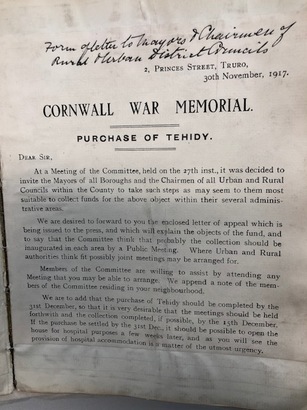 Form of letter to Mayors & Chairmen of
Rural & Urban District Councils
2, PRINCES STREET, TRURO,
30th November, 1917.
CORNWALL WAR MEMORIAL.
PURCHASE OF TEHIDY.
DEAR SIR,
At a Meeting of the Committee, held on the 27th inst., it was decided to
invite the Mayors of all Boroughs and the Chairmen of all Urban and Rural
Councils within the County to take such steps as may seem to them most
suitable to collect funds for the above object within their several adminis-
trative areas.
We are desired to forward to you the enclosed letter of appeal which is
being issued to the press, and which will explain the objects of the fund, and
to say that the Committee think that probably the collection should be
inaugurated in each area by a Public Meeting. Where Urban and Rural
authorities think fit possibly joint meetings may be arranged for.
Members of the Committee are willing to assist by attending any
Meeting that you may be able to arrange. We append a note of the mem-
bers of the Committee residing in your neighbourhood.
We are to add that the purchase of Tehidy should be completed by the
31st December, so that it is very desirable that the meetings should be held
forthwith and the collection completed, if possible, by the 15th December.
If the purchase be settled by the 31st Dec., it should be possible to open the
house for hospital purposes a few weeks later, and as you will see the
provision of hospital accommodation is a matter of the utmost urgency.